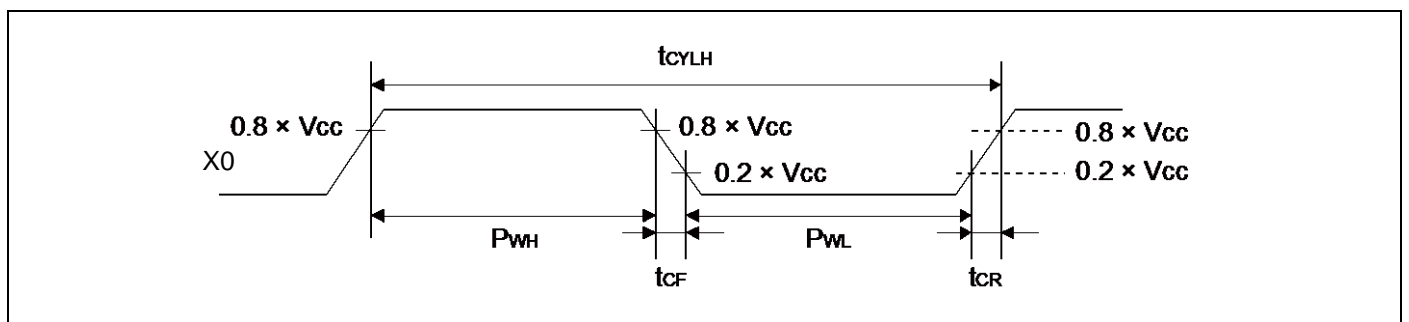 tCYLH
0.8 × Vcc
0.8 × Vcc
0.8 × Vcc
X0
0.2 × Vcc
0.2 × Vcc
PWH
PWL
tCF
tCR